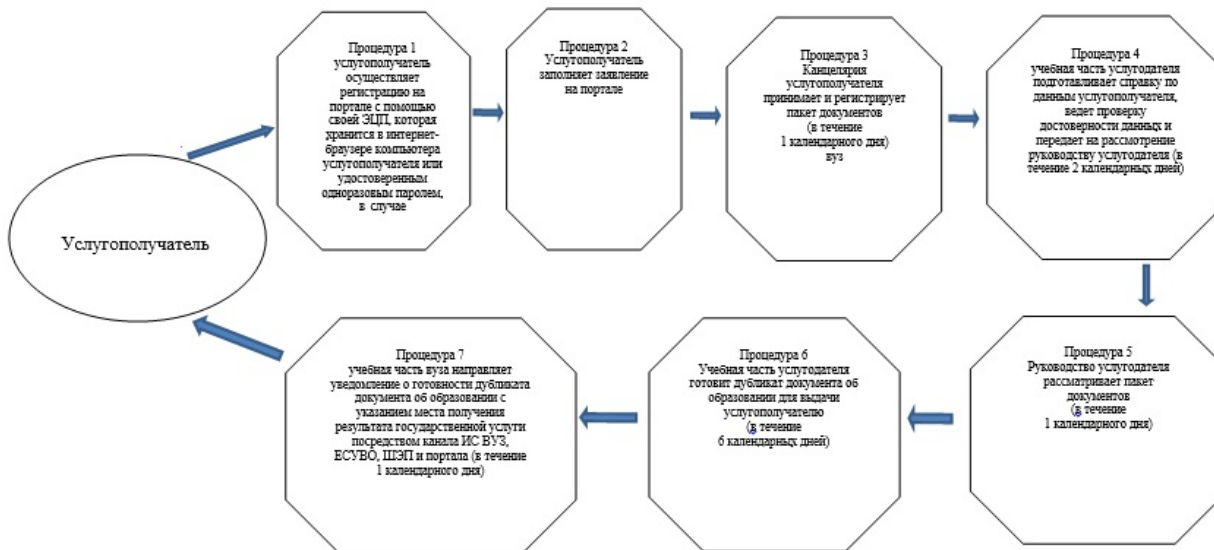 Процедура 1
услугополучатель
осуществляет
регистрацию на
портале с помощью
своей ЭЦП, которая
хранится в интернет-
браузере компьютера
услугополучателя или
удостоверенным
одноразовым паролем,
в случае
Процедура 2
Услугополучатель
заполняет заявление
на портале
Процедура 3
Канцелярия
услугополучателя
принимает и регистрирует
пакет документов
(в течение
1 календарного дня)
вуз
Процедура 4
учебная часть услугодателя
подготавливает справку по
данным услугополучателя,
ведет проверку
достоверности данных и
передает на рассмотрение
руководству услугодателя (в
течение 2 календарных дней)
Услугополучатель
Процедура 5
Руководство услугодателя
рассматривает пакет
документов
(в течение
1 календарного дня)
Процедура 6
Учебная часть услугодателя
готовит дубликат документа об
образовании для выдачи
услугополучателю
(в течение
6 календарных дней)
Процедура 7
учебная часть вуза направляет
уведомление о готовности дубликата
документа об образовании с
указанием места получения
результата государственной услуги
посредством канала ИС ВУЗ,
ЕСУВО, ШЭП и портала (в течение
1 календарного дня)